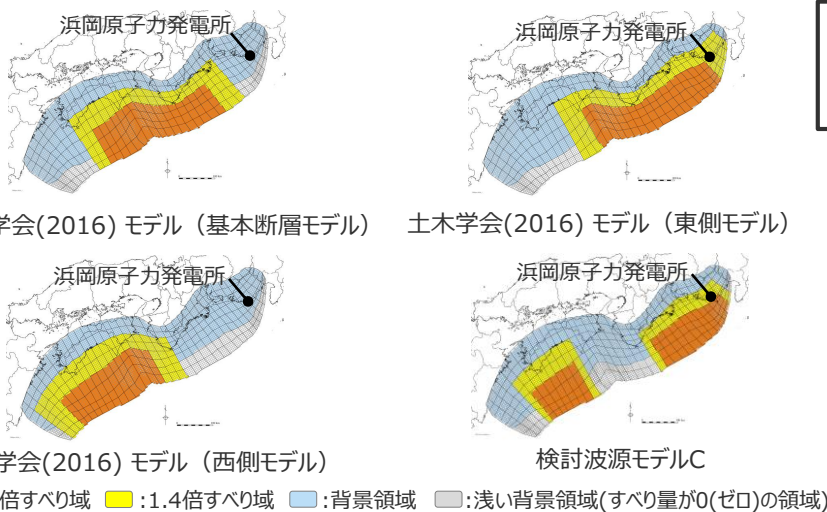 浜岡原子力発電所
浜岡原子力発電所
学会(2016) モデル（基本断層モデル）
土木学会(2016) モデル（東側モデル）
浜岡原子力発電所
浜岡原子力発電所
学会(2016) モデル（西側モデル）
検討波源モデルC
倍すべり域 :1.4倍すべり域 :背景領域 :浅い背景領域(すべり量が0(ゼロ)の領域)